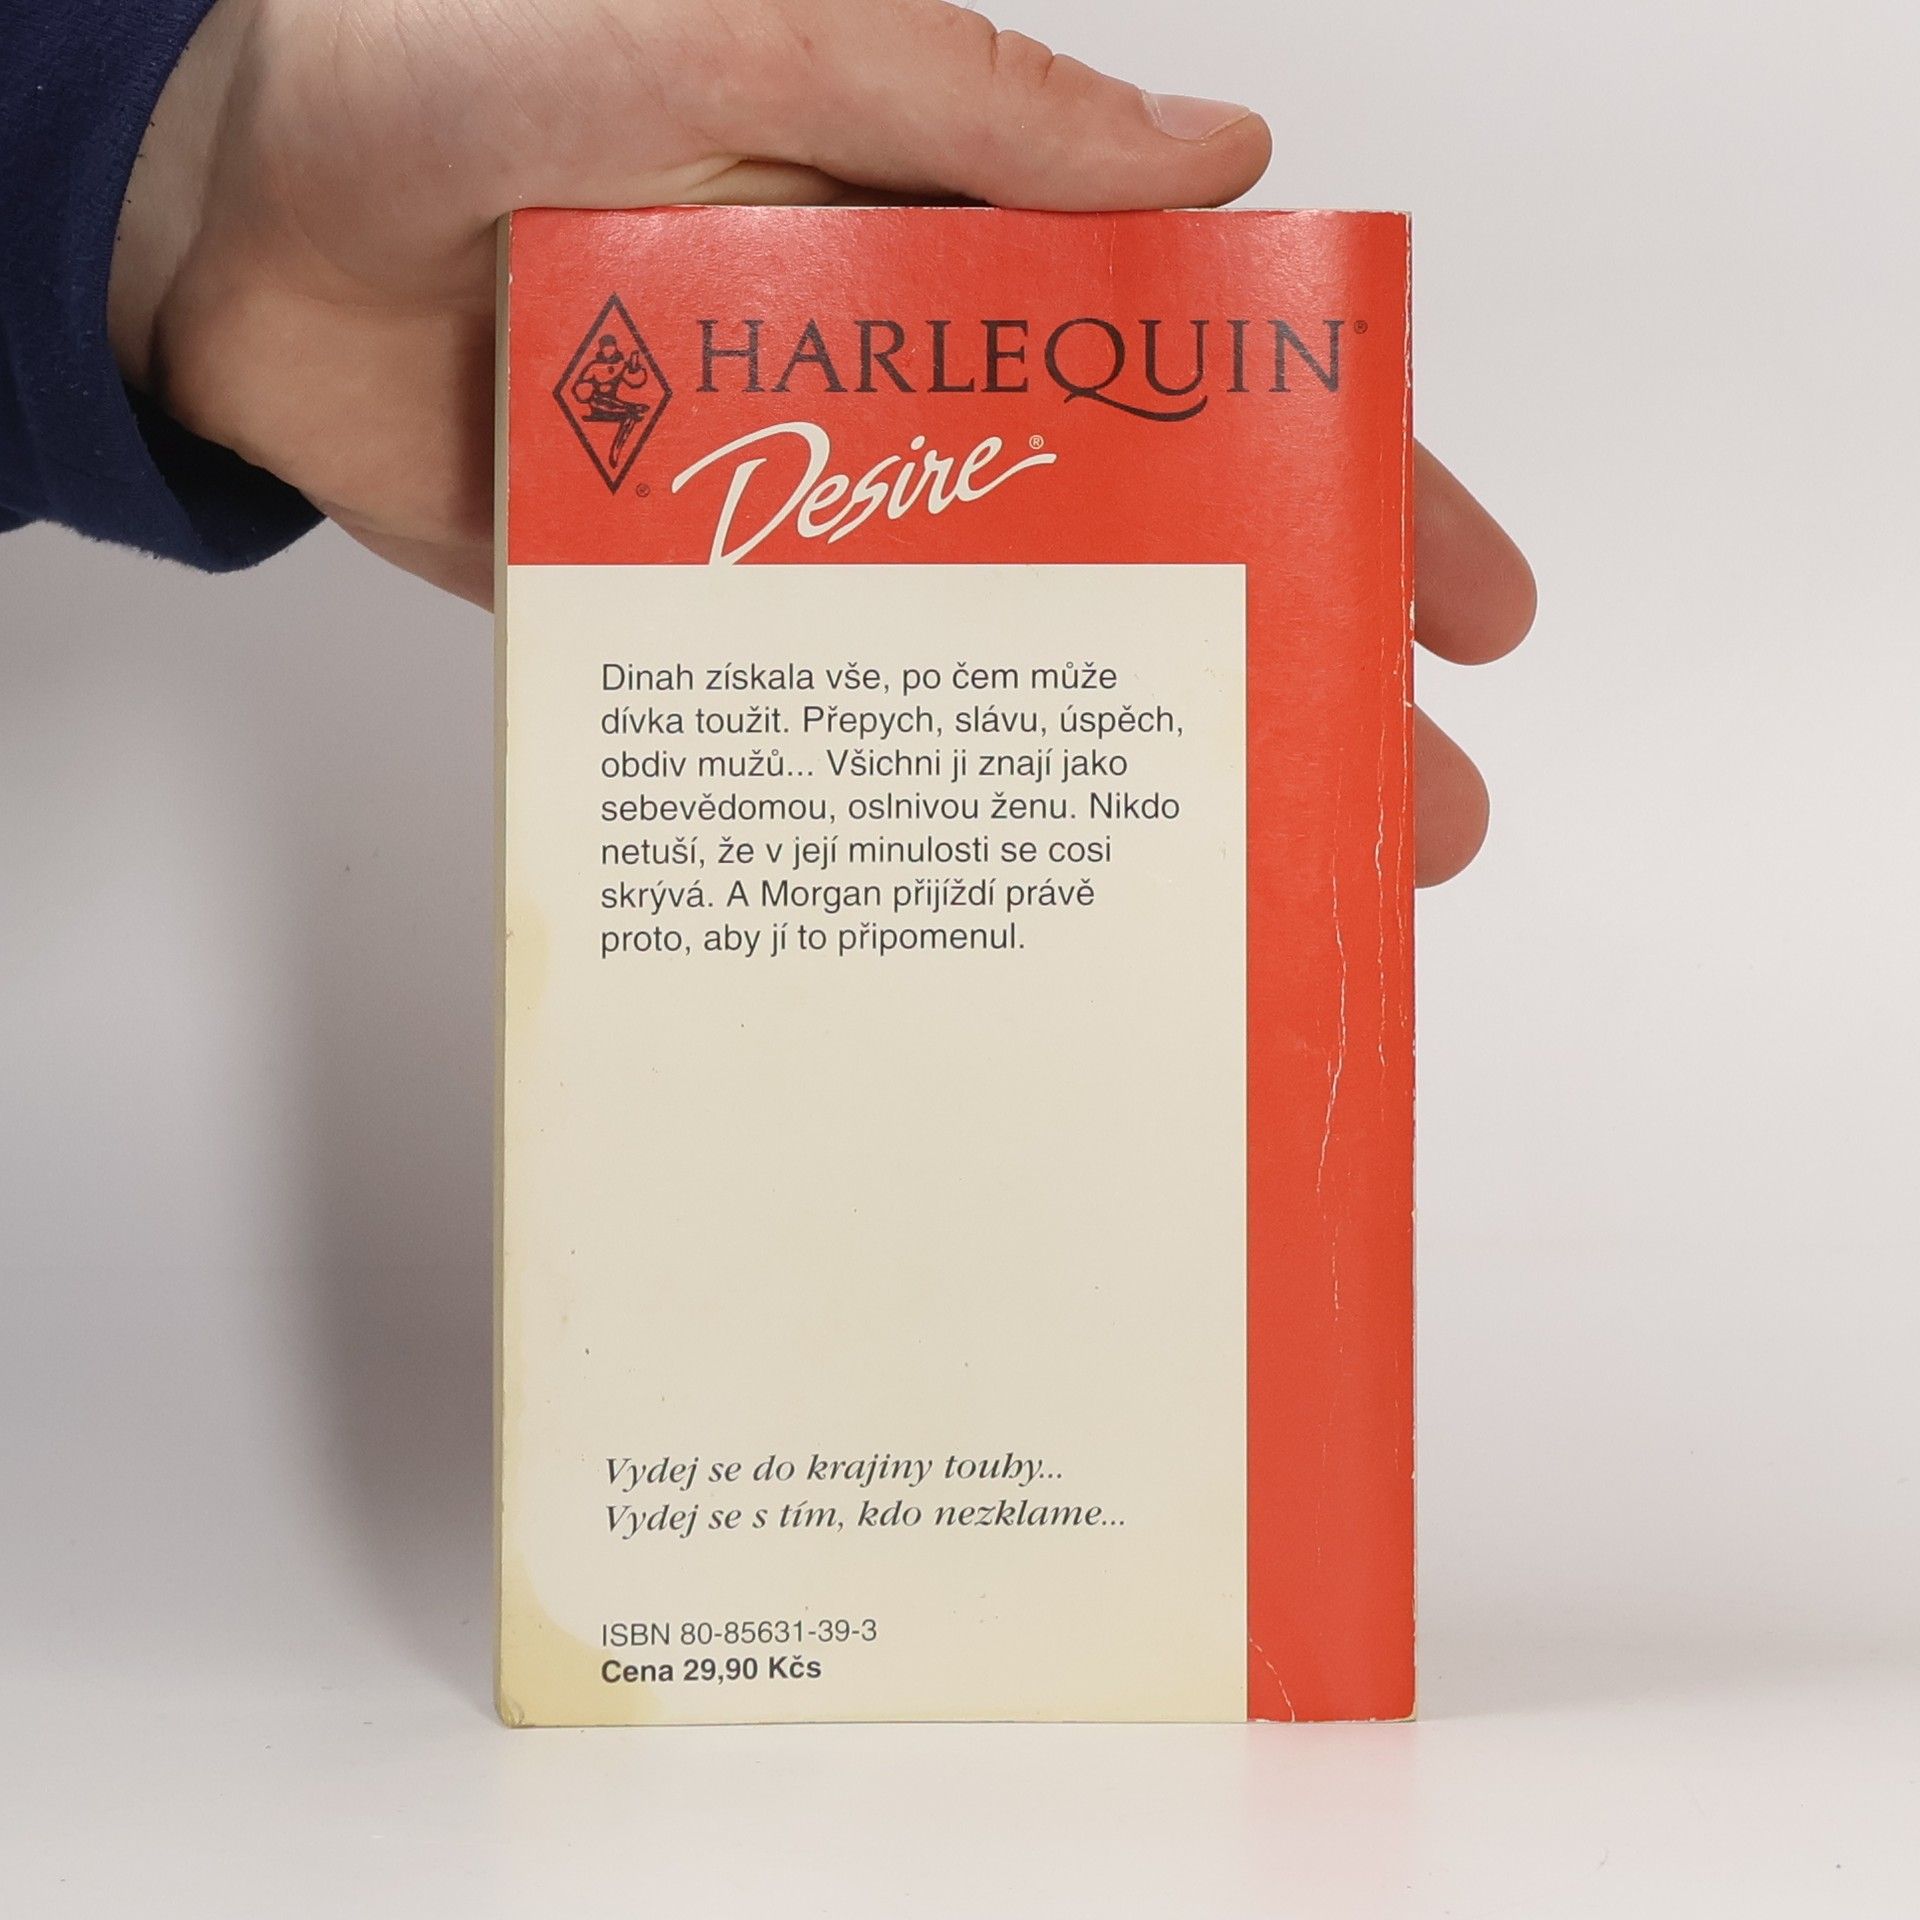 HARLEQUIN®
Desire®
®
Dinah získala vše, po čem může
dívka toužit. Přepych, slávu, úspěch,
obdiv mužů... Všichni ji znají jako
sebevědomou, oslnivou ženu. Nikdo
netuší, že v její minulosti se cosi
skrývá. A Morgan přijíždí právě
proto, aby jí to připomenul.
Vydej se do krajiny touhy...
Vydej se s tím, kdo nezklame...
ISBN 80-85631-39-3
Cena 29,90 Kčs